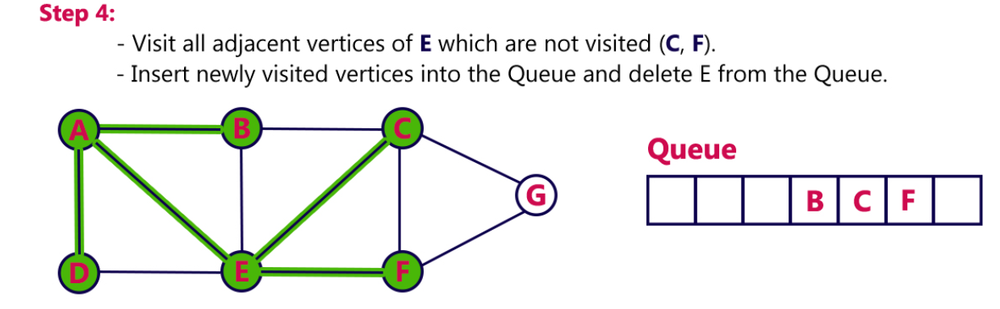 Step 4:
- Visit all adjacent vertices of E which are not visited (C, F).
- Insert newly visited vertices into the Queue and delete E from the Queue.
A B C
Queue
G
B C F
D E F